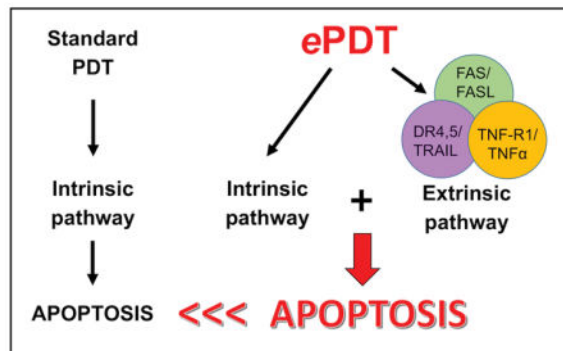 Standard
PDT
Intrinsic
pathway
APOPTOSIS
ePDT
FAS/
FASL
DR4,5/
TRAIL
TNF-R1/
TNFα
Intrinsic
pathway
+
Extrinsic
pathway
<<< APOPTOSIS